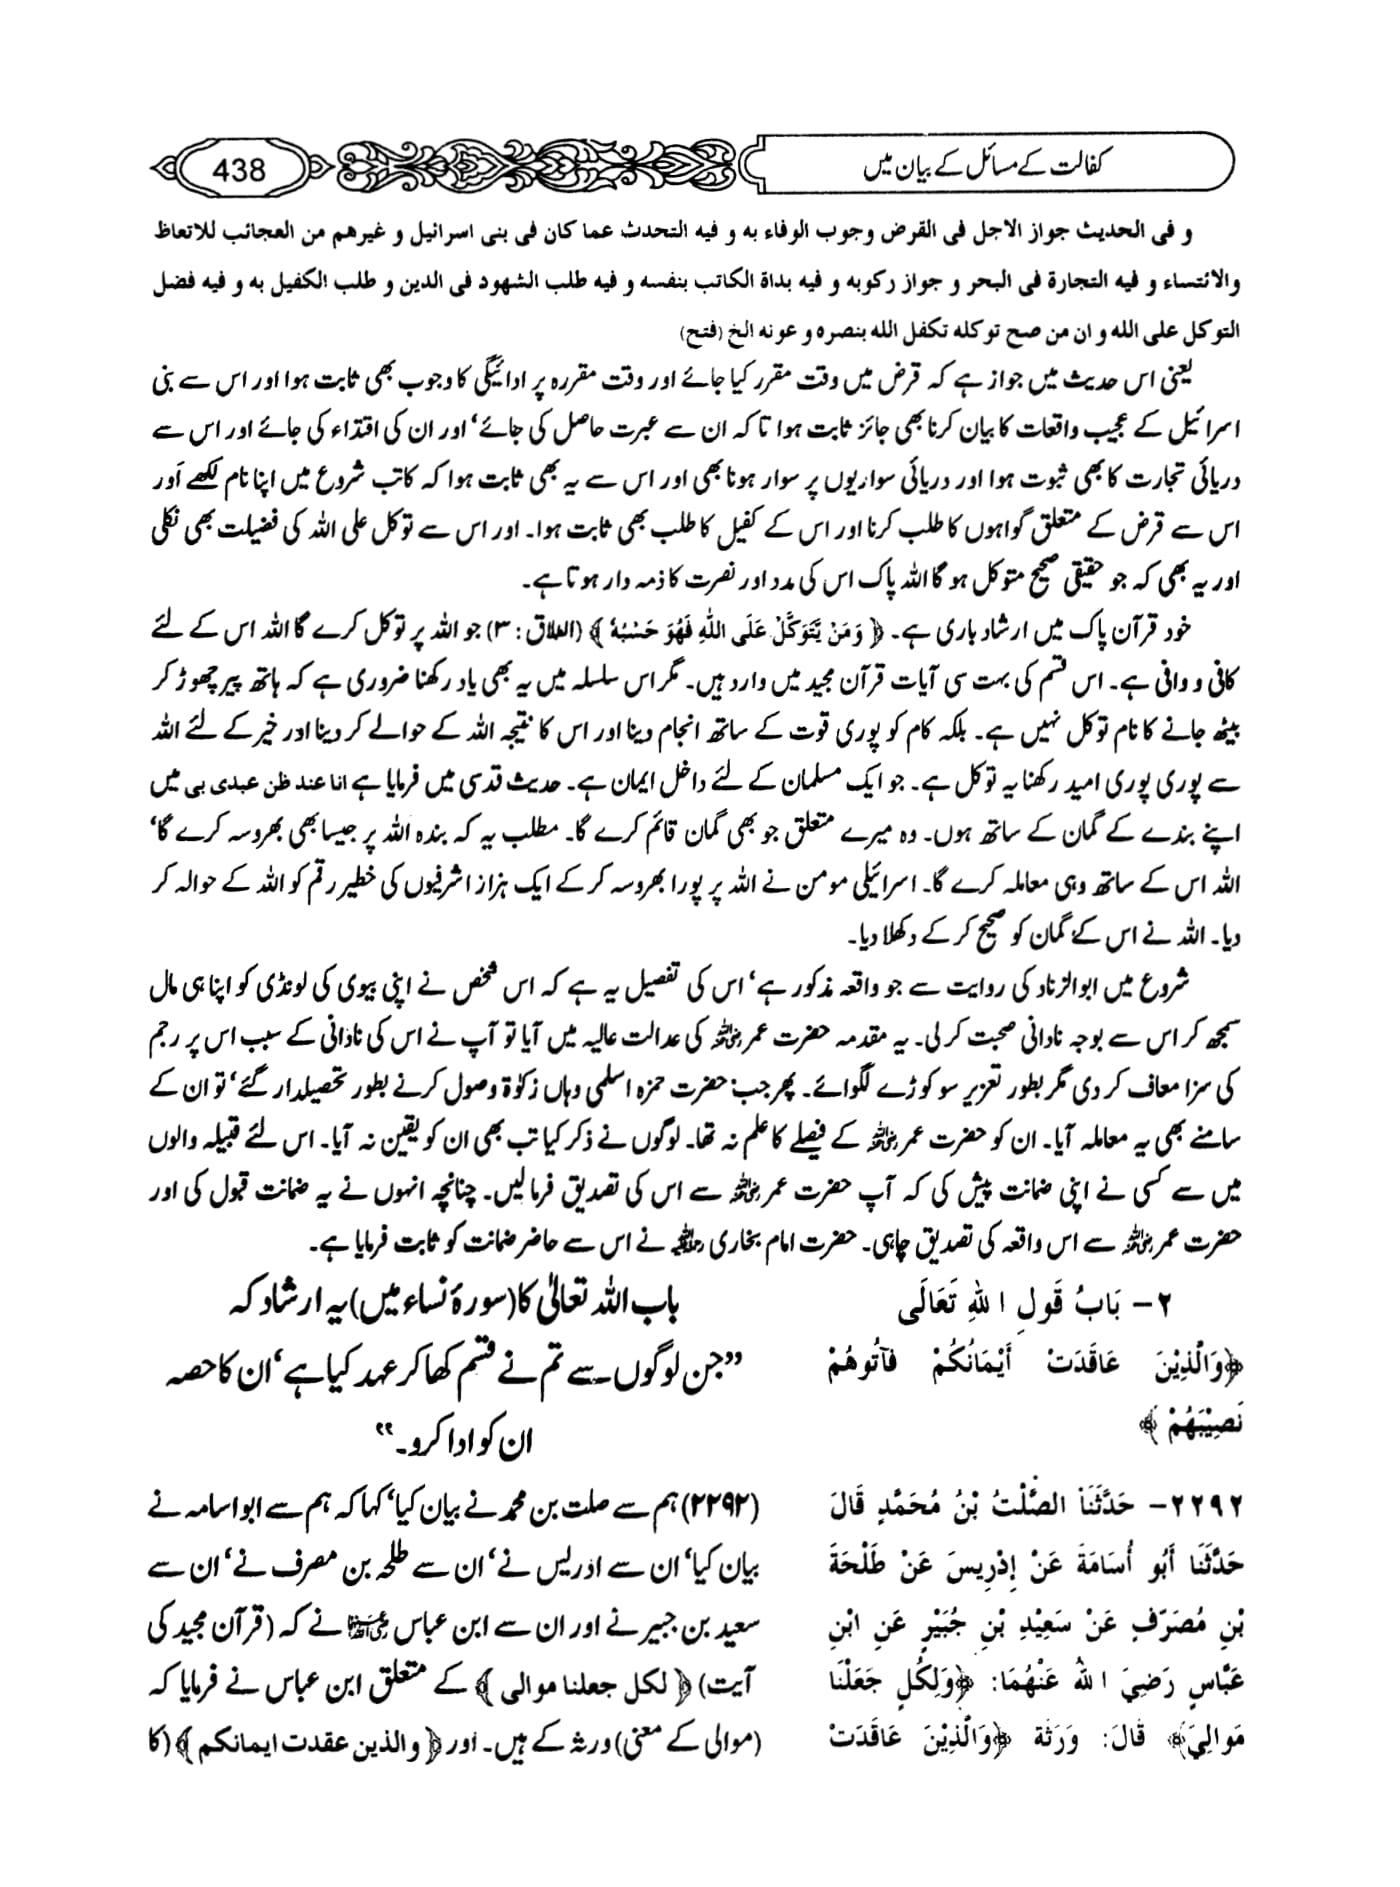 کفالت کے مسائل کے بیان میں
438
و فی الحدیث جواز الاجل فی القرض وجوب الوفاء به و فیه التحدث عما کان فی بنی اسرائیل و غیرهم من العجائب للاتعاظ
والائتساء و فیه التجارة فی البحر و جواز رکوبه و فیه بداة الکاتب بنفسه و فیه طلب الشهود فی الدین و طلب الکفیل به و فیه فضل
التوکل علی الله و ان من صح توکله تکفل الله بنصره و عونه الخ (فتح)
یعنی اس حدیث میں جواز ہے کہ قرض میں وقت مقرر کیا جائے اور وقت مقررہ پر ادائیگی کا وجوب بھی ثابت ہوا اور اس سے بنی
اسرائیل کے عجیب واقعات کا بیان کرنا بھی جائز ثابت ہوا تاکہ ان سے عبرت حاصل کی جائے‘ اور ان کی اقتداء کی جائے اور اس سے
دریائی تجارت کا بھی ثبوت ہوا اور دریائی سواریوں پر سوار ہونا بھی اور اس سے یہ بھی ثابت ہوا کہ کاتب شروع میں اپنا نام لکھے اور
اس سے قرض کے متعلق گواہوں کا طلب کرنا اور اس کے کفیل کا طلب بھی ثابت ہوا۔ اور اس سے توکل علی اللہ کی فضیلت بھی نکلی
اور یہ بھی کہ جو حقیقی صحیح متوکل ہو گا اللہ پاک اس کی مدد اور نصرت کا ذمہ دار ہوتا ہے۔
خود قرآن پاک میں ارشاد باری ہے۔ ﴿ وَمَنْ يَّتَوَكَّلْ عَلَى اللهِ فَهُوَ حَسْبُهٗ ﴾ (الطلاق : ۳) جو اللہ پر توکل کرے گا اللہ اس کے لئے
کافی و وافی ہے۔ اس قسم کی بہت سی آیات قرآن مجید میں وارد ہیں۔ مگر اس سلسلہ میں یہ بھی یاد رکھنا ضروری ہے کہ ہاتھ پیر چھوڑ کر
بیٹھ جانے کا نام توکل نہیں ہے۔ بلکہ کام کو پوری قوت کے ساتھ انجام دینا اور اس کا نتیجہ اللہ کے حوالے کر دینا اور خیر کے لئے اللہ
سے پوری پوری امید رکھنا یہ توکل ہے۔ جو ایک مسلمان کے لئے داخل ایمان ہے۔ حدیث قدسی میں فرمایا ہے انا عند ظن عبدی بی میں
اپنے بندے کے گمان کے ساتھ ہوں۔ وہ میرے متعلق جو بھی گمان قائم کرے گا۔ مطلب یہ کہ بندہ اللہ پر جیسا بھی بھروسہ کرے گا‘
اللہ اس کے ساتھ وہی معاملہ کرے گا۔ اسرائیلی مومن نے اللہ پر پورا بھروسہ کر کے ایک ہزار اشرفیوں کی خطیر رقم کو اللہ کے حوالہ کر
دیا۔ اللہ نے اس کے گمان کو صحیح کر کے دکھلا دیا۔
شروع میں ابوالزناد کی روایت سے جو واقعہ مذکور ہے‘ اس کی تفصیل یہ ہے کہ اس شخص نے اپنی بیوی کی لونڈی کو اپنا ہی مال
سمجھ کر اس سے بوجہ نادانی صحبت کر لی۔ یہ مقدمہ حضرت عمر رضی اللہ عنہ کی عدالت عالیہ میں آیا تو آپ نے اس کی نادانی کے سبب اس پر رجم
کی سزا معاف کر دی مگر بطور تعزیر سو کوڑے لگوائے۔ پھر جب حضرت حمزہ اسلمی وہاں زکوٰة وصول کرنے بطور تحصیلدار گئے‘ تو ان کے
سامنے بھی یہ معاملہ آیا۔ ان کو حضرت عمر رضی اللہ عنہ کے فیصلے کا علم نہ تھا۔ لوگوں نے ذکر کیا تب بھی ان کو یقین نہ آیا۔ اس لئے قبیلہ والوں
میں سے کسی نے اپنی ضمانت پیش کی کہ آپ حضرت عمر رضی اللہ عنہ سے اس کی تصدیق فرما لیں۔ چنانچہ انہوں نے یہ ضمانت قبول کی اور
حضرت عمر رضی اللہ عنہ سے اس واقعہ کی تصدیق چاہی۔ حضرت امام بخاری رحمہ اللہ نے اس سے حاضر ضمانت کو ثابت فرمایا ہے۔
۲- بَابُ قَولِ اللهِ تَعَالَى
﴿وَالَّذِيْنَ عَاقَدَتْ أَيْمَانُكُمْ فَآتُوهُمْ
نَصِيْبَهُمْ ﴾
۲۲۹۲- حَدَّثَنَا الصَّلْتُ بْنُ مُحَمَّدٍ قَالَ
حَدَّثَنَا أَبُو أُسَامَةَ عَنْ إِدْرِيسَ عَنْ طَلْحَةَ
بْنِ مُصَرِّفٍ عَنْ سَعِيْدِ بْنِ جُبَيْرٍ عَنِ ابْنِ
عَبَّاسٍ رَضِيَ اللهُ عَنْهُمَا: ﴿وَلِكُلٍّ جَعَلْنَا
مَوَالِيَ﴾ قَالَ: وَرَثَةً ﴿وَالَّذِيْنَ عَاقَدَتْ
باب اللہ تعالیٰ کا (سورۂ نساء میں) یہ ارشاد کہ
”جن لوگوں سے تم نے قسم کھا کر عہد کیا ہے‘ ان کا حصہ
ان کو ادا کرو۔“
(۲۲۹۲) ہم سے صلت بن محمد نے بیان کیا‘ کہا کہ ہم سے ابو اسامہ نے
بیان کیا‘ ان سے ادریس نے‘ ان سے طلحہ بن مصرف نے‘ ان سے
سعید بن جبیر نے اور ان سے ابن عباس رضی اللہ عنہما نے کہ (قرآن مجید کی
آیت) ﴿ لکل جعلنا موالی ﴾ کے متعلق ابن عباس نے فرمایا کہ
(موالی کے معنی) ورثہ کے ہیں۔ اور ﴿ والذین عقدت ایمانکم ﴾ (کا